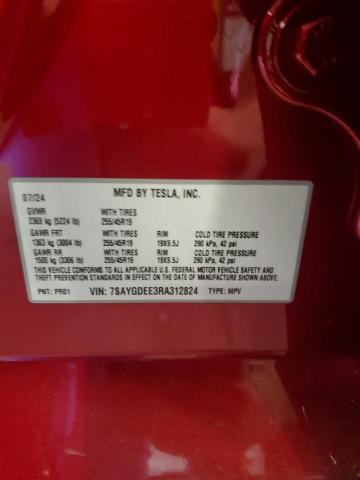 07/24 MFD BY TESLA, INC.
GVWR WITH TIRES
2369 kg (5224 lb) 255/45R19
GAWR FRT WITH TIRES RIM COLD TIRE PRESSURE
1363 kg (3004 lb) 255/45R19 19X9.5J 290 kPa, 42 psi
GAWR RR WITH TIRES RIM COLD TIRE PRESSURE
1500 kg (3306 lb) 255/45R19 19X9.5J 290 kPa, 42 psi
THIS VEHICLE CONFORMS TO ALL APPLICABLE U.S. FEDERAL MOTOR VEHICLE SAFETY AND
THEFT PREVENTION STANDARDS IN EFFECT ON THE DATE OF MANUFACTURE SHOWN ABOVE.
PNT: PR01 VIN: 7SAYGDEE3RA312824 TYPE: MPV